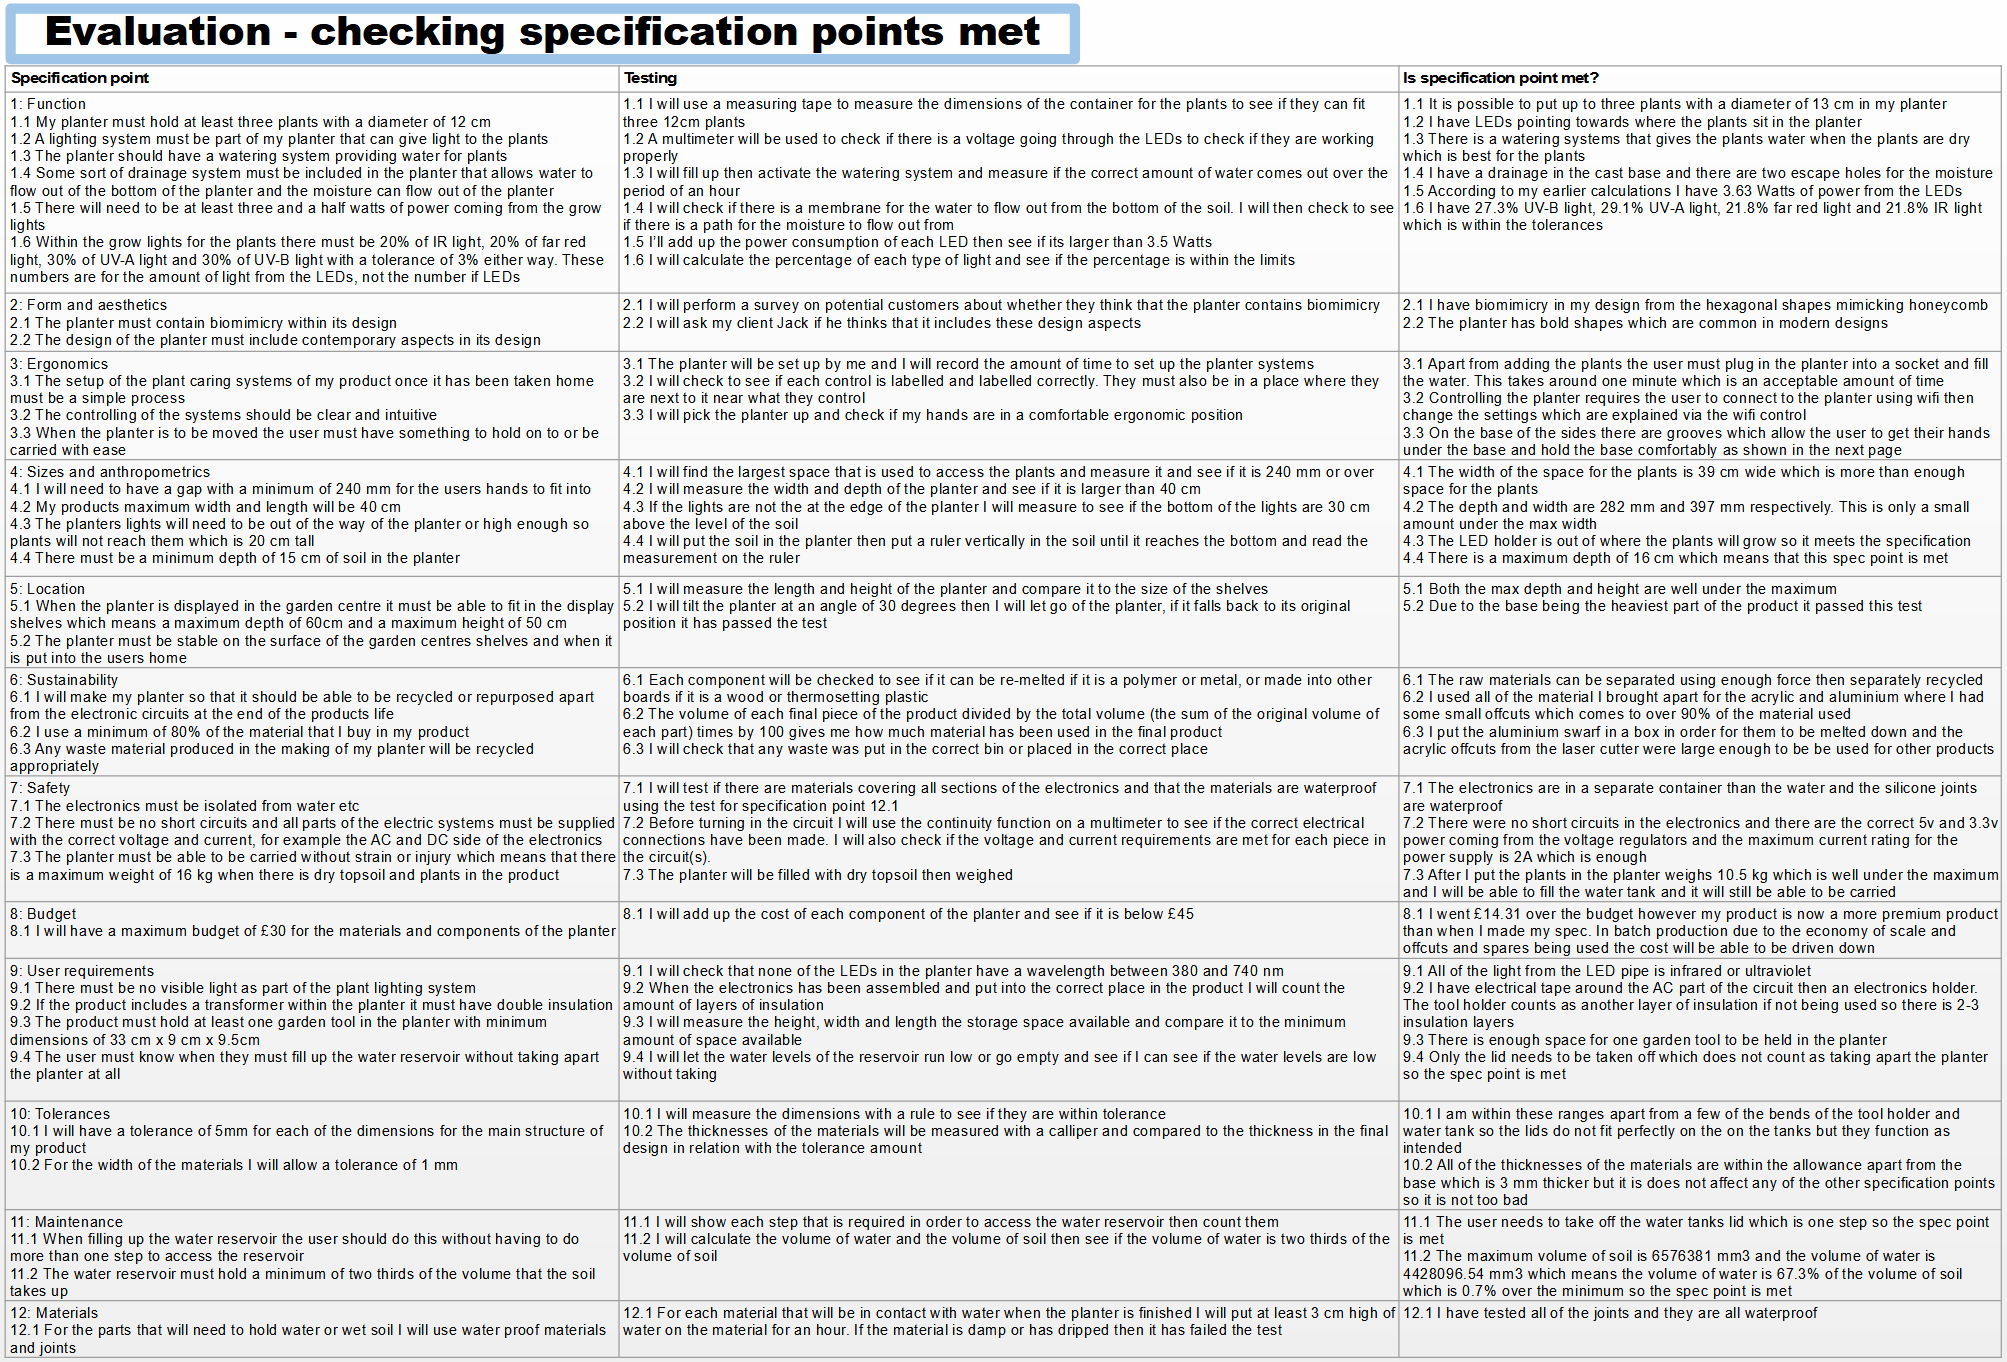 Evaluation - checking specification points met
Specification point
Testing
Is specification point met?
1: Function
1.1 My planter must hold at least three plants with a diameter of 12 cm
1.2 A lighting system must be part of my planter that can give light to the plants
1.3 The planter should have a watering system providing water for plants
1.4 Some sort of drainage system must be included in the planter that allows water to
flow out of the bottom of the planter and the moisture can flow out of the planter
1.5 There will need to be at least three and a half watts of power coming from the grow
lights
1.6 Within the grow lights for the plants there must be 20% of IR light, 20% of far red
light, 30% of UV-A light and 30% of UV-B light with a tolerance of 3% either way. These
numbers are for the amount of light from the LEDs, not the number if LEDs
1.1 I will use a measuring tape to measure the dimensions of the container for the plants to see if they can fit
three 12cm plants
1.2 A multimeter will be used to check if there is a voltage going through the LEDs to check if they are working
properly
1.3 I will fill up then activate the watering system and measure if the correct amount of water comes out over the
period of an hour
1.4 I will check if there is a membrane for the water to flow out from the bottom of the soil. I will then check to see
if there is a path for the moisture to flow out from
1.5 I'll add up the power consumption of each LED then see if its larger than 3.5 Watts
1.6 I will calculate the percentage of each type of light and see if the percentage is within the limits
1.1 It is possible to put up to three plants with a diameter of 13 cm in my planter
1.2 I have LEDs pointing towards where the plants sit in the planter
1.3 There is a watering systems that gives the plants water when the plants are dry
which is best for the plants
1.4 I have a drainage in the cast base and there are two escape holes for the moisture
1.5 According to my earlier calculations I have 3.63 Watts of power from the LEDs
1.6 I have 27.3% UV-B light, 29.1% UV-A light, 21.8% far red light and 21.8% IR light
which is within the tolerances
2: Form and aesthetics
2.1 The planter must contain biomimicry within its design
2.2 The design of the planter must include contemporary aspects in its design
2.1 I will perform a survey on potential customers about whether they think that the planter contains biomimicry
2.2 I will ask my client Jack if he thinks that it includes these design aspects
2.1 I have biomimicry in my design from the hexagonal shapes mimicking honeycomb
2.2 The planter has bold shapes which are common in modern designs
3: Ergonomics
3.1 The setup of the plant caring systems of my product once it has been taken home
must be a simple process
3.2 The controlling of the systems should be clear and intuitive
3.3 When the planter is to be moved the user must have something to hold on to or be
carried with ease
3.1 The planter will be set up by me and I will record the amount of time to set up the planter systems
3.2 I will check to see if each control is labelled and labelled correctly. They must also be in a place where they
are next to it near what they control
3.3 I will pick the planter up and check if my hands are in a comfortable ergonomic position
3.1 Apart from adding the plants the user must plug in the planter into a socket and fill
the water. This takes around one minute which is an acceptable amount of time
3.2 Controlling the planter requires the user to connect to the planter using wifi then
change the settings which are explained via the wifi control
3.3 On the base of the sides there are grooves which allow the user to get their hands
under the base and hold the base comfortably as shown in the next page
4: Sizes and anthropometrics
4.1 I will need to have a gap with a minimum of 240 mm for the users hands to fit into
4.2 My products maximum width and length will be 40 cm
4.3 The planters lights will need to be out of the way of the planter or high enough so
plants will not reach them which is 20 cm tall
4.4 There must be a minimum depth of 15 cm of soil in the planter
4.1 I will find the largest space that is used to access the plants and measure it and see if it is 240 mm or over
4.2 I will measure the width and depth of the planter and see if it is larger than 40 cm
4.3 If the lights are not the at the edge of the planter I will measure to see if the bottom of the lights are 30 cm
above the level of the soil
4.4 I will put the soil in the planter then put a ruler vertically in the soil until it reaches the bottom and read the
measurement on the ruler
4.1 The width of the space for the plants is 39 cm wide which is more than enough
space for the plants
4.2 The depth and width are 282 mm and 397 mm respectively. This is only a small
amount under the max width
4.3 The LED holder is out of where the plants will grow so it meets the specification
4.4 There is a maximum depth of 16 cm which means that this spec point is met
5: Location
5.1 When the planter is displayed in the garden centre it must be able to fit in the display
shelves which means a maximum depth of 60cm and a maximum height of 50 cm
5.2 The planter must be stable on the surface of the garden centres shelves and when it
is put into the users home
5.1 I will measure the length and height of the planter and compare it to the size of the shelves
5.2 I will tilt the planter at an angle of 30 degrees then I will let go of the planter, if it falls back to its original
position it has passed the test
5.1 Both the max depth and height are well under the maximum
5.2 Due to the base being the heaviest part of the product it passed this test
6: Sustainability
6.1 I will make my planter so that it should be able to be recycled or repurposed apart
from the electronic circuits at the end of the products life
6.2 I use a minimum of 80% of the material that I buy in my product
6.3 Any waste material produced in the making of my planter will be recycled
appropriately
6.1 Each component will be checked to see if it can be re-melted if it is a polymer or metal, or made into other
boards if it is a wood or thermosetting plastic
6.2 The volume of each final piece of the product divided by the total volume (the sum of the original volume of
each part) times by 100 gives me how much material has been used in the final product
6.3 I will check that any waste was put in the correct bin or placed in the correct place
6.1 The raw materials can be separated using enough force then separately recycled
6.2 I used all of the material I brought apart for the acrylic and aluminium where I had
some small offcuts which comes to over 90% of the material used
6.3 I put the aluminium swarf in a box in order for them to be melted down and the
acrylic offcuts from the laser cutter were large enough to be be used for other products
7: Safety
7.1 The electronics must be isolated from water etc
7.2 There must be no short circuits and all parts of the electric systems must be supplied
with the correct voltage and current, for example the AC and DC side of the electronics
7.3 The planter must be able to be carried without strain or injury which means that there
is a maximum weight of 16 kg when there is dry topsoil and plants in the product
7.1 I will test if there are materials covering all sections of the electronics and that the materials are waterproof
using the test for specification point 12.1
7.2 Before turning in the circuit I will use the continuity function on a multimeter to see if the correct electrical
connections have been made. I will also check if the voltage and current requirements are met for each piece in
the circuit(s).
7.3 The planter will be filled with dry topsoil then weighed
7.1 The electronics are in a separate container than the water and the silicone joints
are waterproof
7.2 There were no short circuits in the electronics and there are the correct 5v and 3.3v
power coming from the voltage regulators and the maximum current rating for the
power supply is 2A which is enough
7.3 After I put the plants in the planter weighs 10.5 kg which is well under the maximum
and I will be able to fill the water tank and it will still be able to be carried
8: Budget
8.1 I will have a maximum budget of £30 for the materials and components of the planter
8.1 I will add up the cost of each component of the planter and see if it is below £45
8.1 I went £14.31 over the budget however my product is now a more premium product
than when I made my spec. In batch production due to the economy of scale and
offcuts and spares being used the cost will be able to be driven down
9: User requirements
9.1 There must be no visible light as part of the plant lighting system
9.2 If the product includes a transformer within the planter it must have double insulation
9.3 The product must hold at least one garden tool in the planter with minimum
dimensions of 33 cm x 9 cm x 9.5cm
9.4 The user must know when they must fill up the water reservoir without taking apart
the planter at all
9.1 I will check that none of the LEDs in the planter have a wavelength between 380 and 740 nm
9.2 When the electronics has been assembled and put into the correct place in the product I will count the
amount of layers of insulation
9.3 I will measure the height, width and length the storage space available and compare it to the minimum
amount of space available
9.4 I will let the water levels of the reservoir run low or go empty and see if I can see if the water levels are low
without taking
9.1 All of the light from the LED pipe is infrared or ultraviolet
9.2 I have electrical tape around the AC part of the circuit then an electronics holder.
The tool holder counts as another layer of insulation if not being used so there is 2-3
insulation layers
9.3 There is enough space for one garden tool to be held in the planter
9.4 Only the lid needs to be taken off which does not count as taking apart the planter
so the spec point is met
10: Tolerances
10.1 I will have a tolerance of 5mm for each of the dimensions for the main structure of
my product
10.2 For the width of the materials I will allow a tolerance of 1 mm
10.1 I will measure the dimensions with a rule to see if they are within tolerance
10.2 The thicknesses of the materials will be measured with a calliper and compared to the thickness in the final
design in relation with the tolerance amount
10.1 I am within these ranges apart from a few of the bends of the tool holder and
water tank so the lids do not fit perfectly on the on the tanks but they function as
intended
10.2 All of the thicknesses of the materials are within the allowance apart from the
base which is 3 mm thicker but it is does not affect any of the other specification points
so it is not too bad
11: Maintenance
11.1 When filling up the water reservoir the user should do this without having to do
more than one step to access the reservoir
11.2 The water reservoir must hold a minimum of two thirds of the volume that the soil
takes up
11.1 I will show each step that is required in order to access the water reservoir then count them
11.2 I will calculate the volume of water and the volume of soil then see if the volume of water is two thirds of the
volume of soil
11.1 The user needs to take off the water tanks lid which is one step so the spec point
is met
11.2 The maximum volume of soil is 6576381 mm3 and the volume of water is
4428096.54 mm3 which means the volume of water is 67.3% of the volume of soil
which is 0.7% over the minimum so the spec point is met
12: Materials
12.1 For the parts that will need to hold water or wet soil I will use water proof materials
and joints
12.1 For each material that will be in contact with water when the planter is finished I will put at least 3 cm high of
water on the material for an hour. If the material is damp or has dripped then it has failed the test
12.1 I have tested all of the joints and they are all waterproof